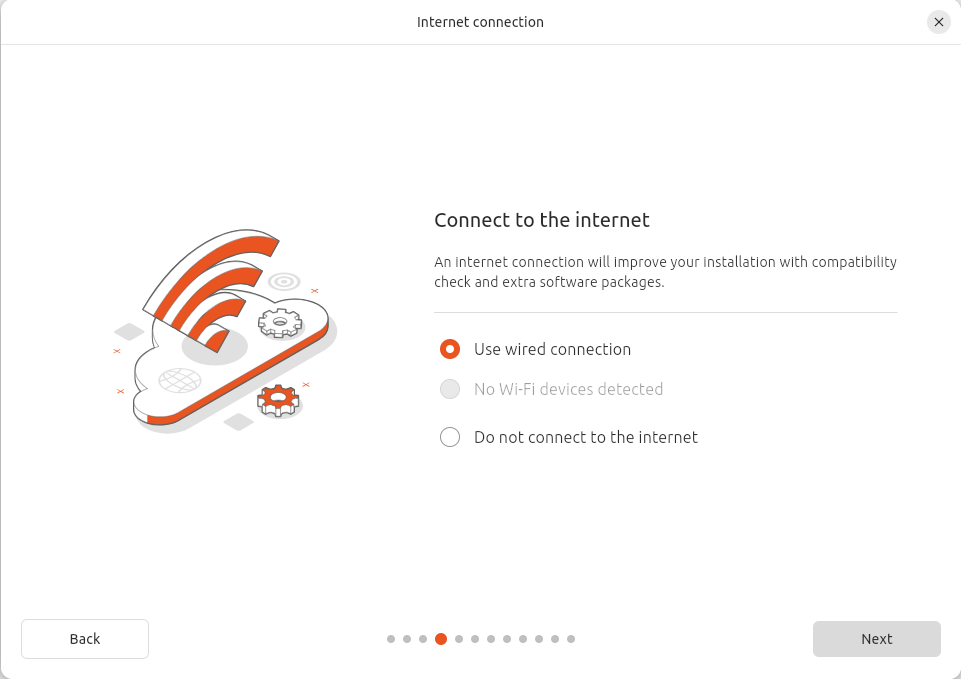 Internet connection
Connect to the internet
An internet connection will improve your installation with compatibility
check and extra software packages.
Use wired connection
No Wi-Fi devices detected
Do not connect to the internet
Back
Next